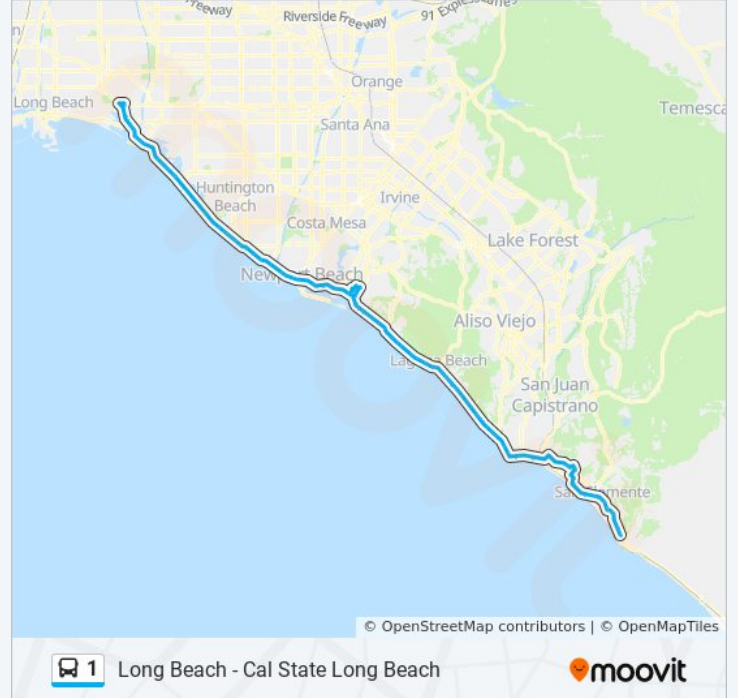 Freeway
Riverside Freeway
91 Express Lanes
Orange
Long Beach
Temesca
Santa Ana
Huntington
Beach
Irvine
Costa Mesa
Lake Forest
Newport Beach
Aliso Viejo
Laguna Beach
San Juan
Capistrano
San Clemente
© OpenStreetMap contributors | © OpenMapTiles
1 Long Beach - Cal State Long Beach
moovit